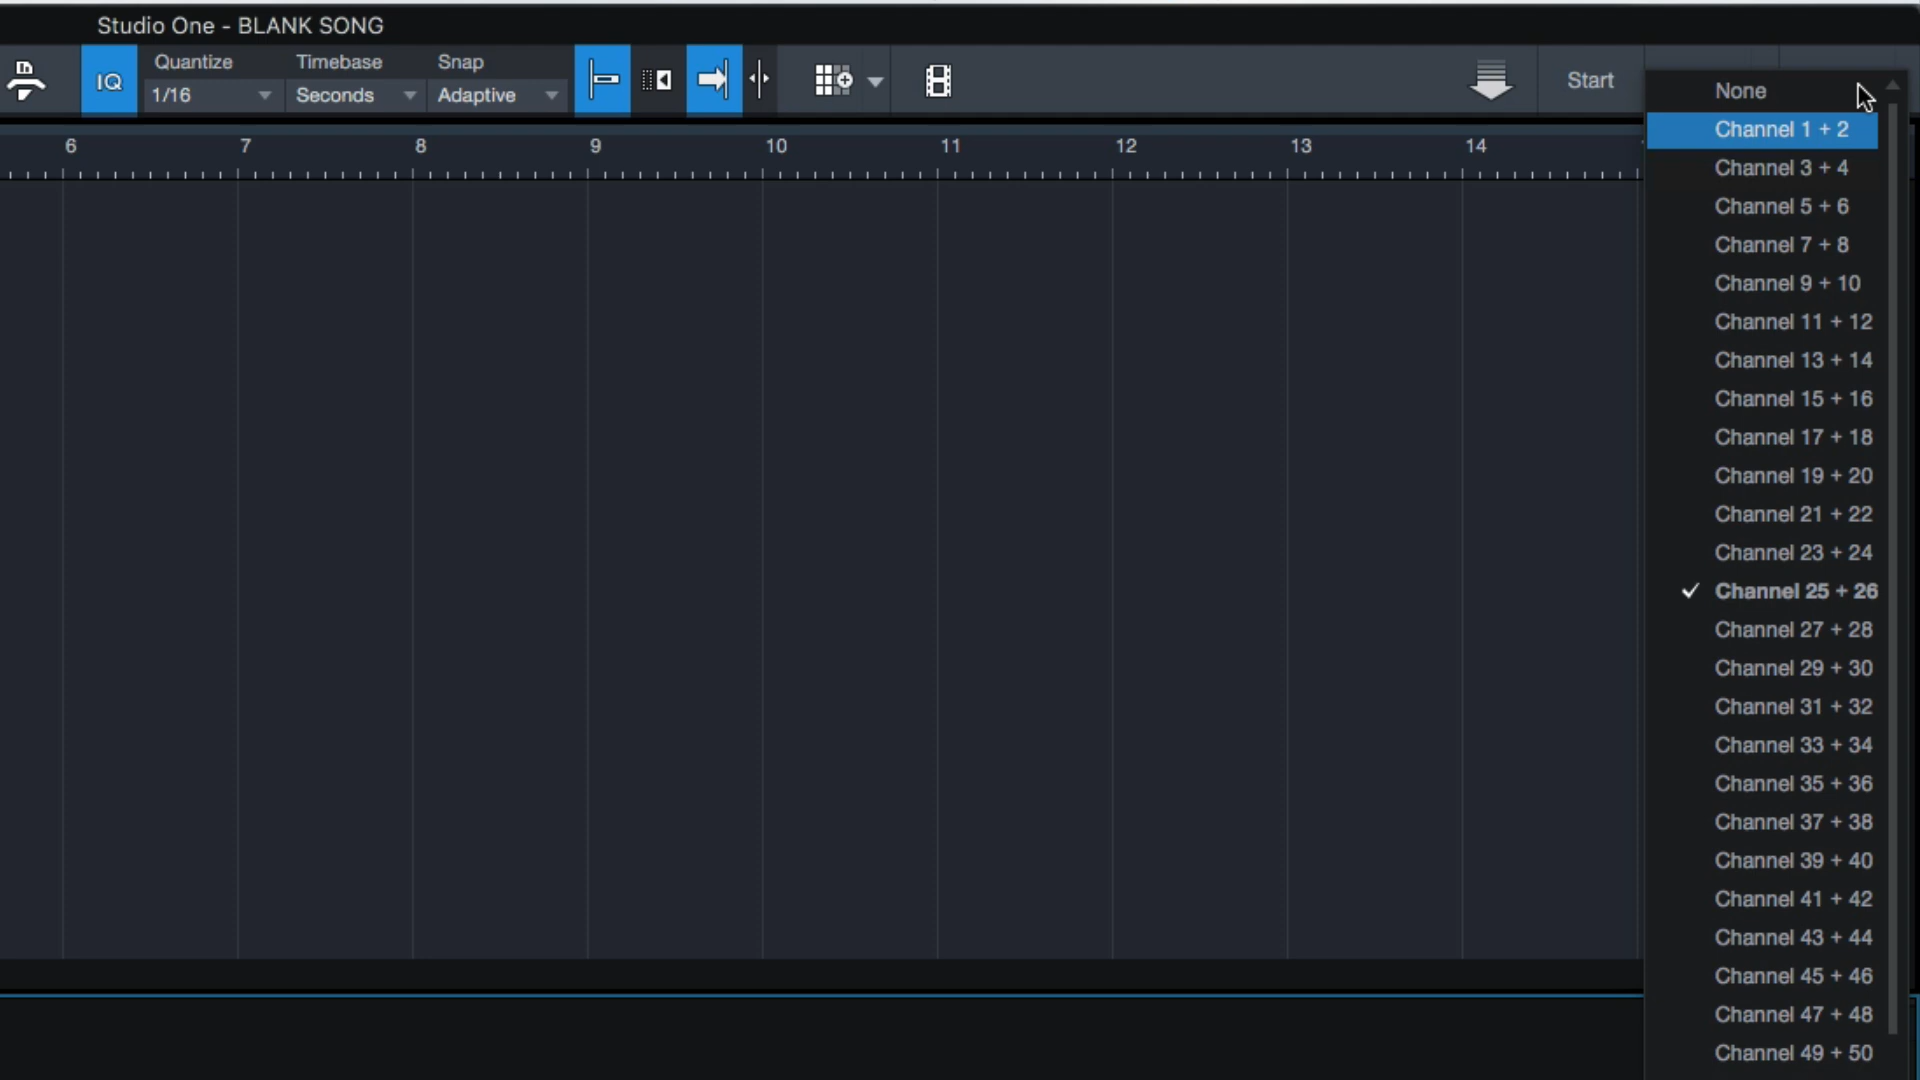 Studio One - BLANK SONG
IQ
Quantize
1/16
Timebase
Seconds
Snap
Adaptive
Start
6 7 8 9 10 11 12 13 14
None
Channel 1 + 2
Channel 3 + 4
Channel 5 + 6
Channel 7 + 8
Channel 9 + 10
Channel 11 + 12
Channel 13 + 14
Channel 15 + 16
Channel 17 + 18
Channel 19 + 20
Channel 21 + 22
Channel 23 + 24
✓ Channel 25 + 26
Channel 27 + 28
Channel 29 + 30
Channel 31 + 32
Channel 33 + 34
Channel 35 + 36
Channel 37 + 38
Channel 39 + 40
Channel 41 + 42
Channel 43 + 44
Channel 45 + 46
Channel 47 + 48
Channel 49 + 50